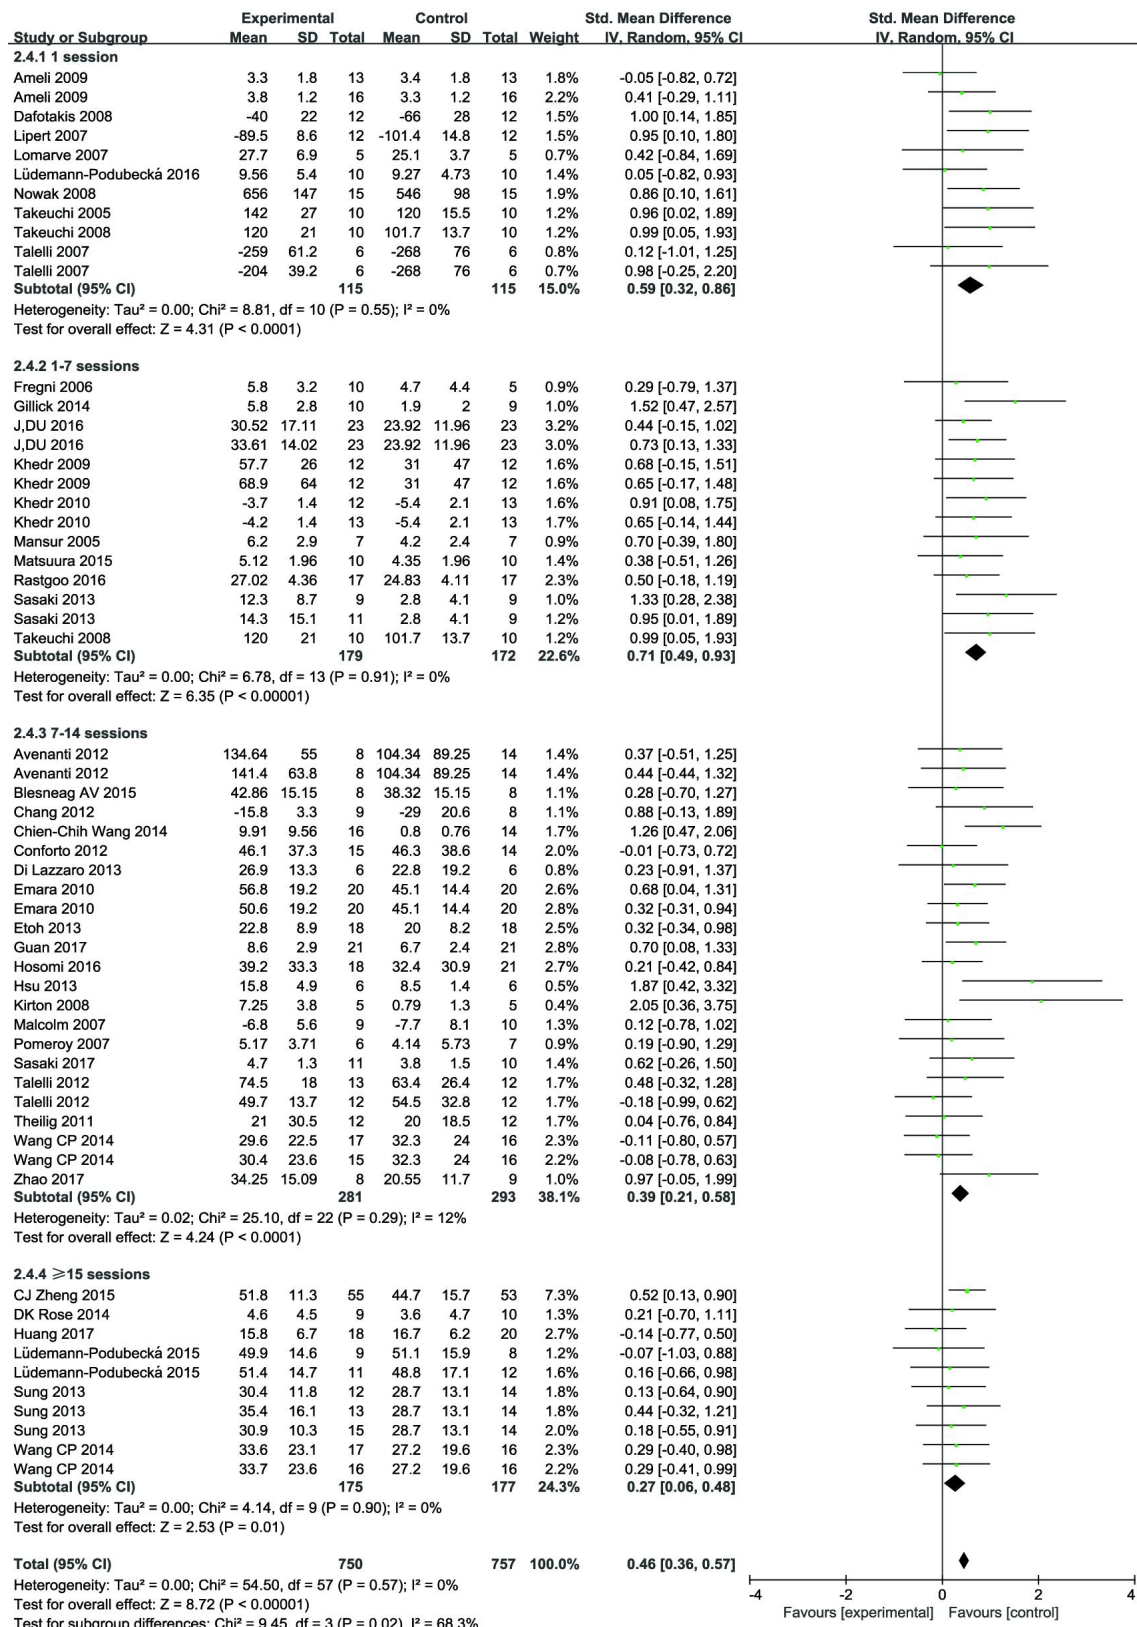 Experimental Control Std. Mean Difference Std. Mean Difference
Study or Subgroup Mean SD Total Mean SD Total Weight IV, Random, 95% CI IV, Random, 95% CI
2.4.1 1 session
Ameli 2009 3.3 1.8 13 3.4 1.8 13 1.8% -0.05 [-0.82, 0.72]
Ameli 2009 3.8 1.2 16 3.3 1.2 16 2.2% 0.41 [-0.29, 1.11]
Dafotakis 2008 -40 22 12 -66 28 12 1.5% 1.00 [0.14, 1.85]
Lipert 2007 -89.5 8.6 12 -101.4 14.8 12 1.5% 0.95 [0.10, 1.80]
Lomarve 2007 27.7 6.9 5 25.1 3.7 5 0.7% 0.42 [-0.84, 1.69]
Lüdemann-Podubecká 2016 9.56 5.4 10 9.27 4.73 10 1.4% 0.05 [-0.82, 0.93]
Nowak 2008 656 147 15 546 98 15 1.9% 0.86 [0.10, 1.61]
Takeuchi 2005 142 27 10 120 15.5 10 1.2% 0.96 [0.02, 1.89]
Takeuchi 2008 120 21 10 101.7 13.7 10 1.2% 0.99 [0.05, 1.93]
Talelli 2007 -259 61.2 6 -268 76 6 0.8% 0.12 [-1.01, 1.25]
Talelli 2007 -204 39.2 6 -268 76 6 0.7% 0.98 [-0.25, 2.20]
Subtotal (95% CI) 115 115 15.0% 0.59 [0.32, 0.86]
Heterogeneity: Tau² = 0.00; Chi² = 8.81, df = 10 (P = 0.55); I² = 0%
Test for overall effect: Z = 4.31 (P < 0.0001)
2.4.2 1-7 sessions
Fregni 2006 5.8 3.2 10 4.7 4.4 5 0.9% 0.29 [-0.79, 1.37]
Gillick 2014 5.8 2.8 10 1.9 2 9 1.0% 1.52 [0.47, 2.57]
J,DU 2016 30.52 17.11 23 23.92 11.96 23 3.2% 0.44 [-0.15, 1.02]
J,DU 2016 33.61 14.02 23 23.92 11.96 23 3.0% 0.73 [0.13, 1.33]
Khedr 2009 57.7 26 12 31 47 12 1.6% 0.68 [-0.15, 1.51]
Khedr 2009 68.9 64 12 31 47 12 1.6% 0.65 [-0.17, 1.48]
Khedr 2010 -3.7 1.4 12 -5.4 2.1 13 1.6% 0.91 [0.08, 1.75]
Khedr 2010 -4.2 1.4 13 -5.4 2.1 13 1.7% 0.65 [-0.14, 1.44]
Mansur 2005 6.2 2.9 7 4.2 2.4 7 0.9% 0.70 [-0.39, 1.80]
Matsuura 2015 5.12 1.96 10 4.35 1.96 10 1.4% 0.38 [-0.51, 1.26]
Rastgoo 2016 27.02 4.36 17 24.83 4.11 17 2.3% 0.50 [-0.18, 1.19]
Sasaki 2013 12.3 8.7 9 2.8 4.1 9 1.0% 1.33 [0.28, 2.38]
Sasaki 2013 14.3 15.1 11 2.8 4.1 9 1.2% 0.95 [0.01, 1.89]
Takeuchi 2008 120 21 10 101.7 13.7 10 1.2% 0.99 [0.05, 1.93]
Subtotal (95% CI) 179 172 22.6% 0.71 [0.49, 0.93]
Heterogeneity: Tau² = 0.00; Chi² = 6.78, df = 13 (P = 0.91); I² = 0%
Test for overall effect: Z = 6.35 (P < 0.00001)
2.4.3 7-14 sessions
Avenanti 2012 134.64 55 8 104.34 89.25 14 1.4% 0.37 [-0.51, 1.25]
Avenanti 2012 141.4 63.8 8 104.34 89.25 14 1.4% 0.44 [-0.44, 1.32]
Blesneag AV 2015 42.86 15.15 8 38.32 15.15 8 1.1% 0.28 [-0.70, 1.27]
Chang 2012 -15.8 3.3 9 -29 20.6 8 1.1% 0.88 [-0.13, 1.89]
Chien-Chih Wang 2014 9.91 9.56 16 0.8 0.76 14 1.7% 1.26 [0.47, 2.06]
Conforto 2012 46.1 37.3 15 46.3 38.6 14 2.0% -0.01 [-0.73, 0.72]
Di Lazzaro 2013 26.9 13.3 6 22.8 19.2 6 0.8% 0.23 [-0.91, 1.37]
Emara 2010 56.8 19.2 20 45.1 14.4 20 2.6% 0.68 [0.04, 1.31]
Emara 2010 50.6 19.2 20 45.1 14.4 20 2.8% 0.32 [-0.31, 0.94]
Etoh 2013 22.8 8.9 18 20 8.2 18 2.5% 0.32 [-0.34, 0.98]
Guan 2017 8.6 2.9 21 6.7 2.4 21 2.8% 0.70 [0.08, 1.33]
Hosomi 2016 39.2 33.3 18 32.4 30.9 21 2.7% 0.21 [-0.42, 0.84]
Hsu 2013 15.8 4.9 6 8.5 1.4 6 0.5% 1.87 [0.42, 3.32]
Kirton 2008 7.25 3.8 5 0.79 1.3 5 0.4% 2.05 [0.36, 3.75]
Malcolm 2007 -6.8 5.6 9 -7.7 8.1 10 1.3% 0.12 [-0.78, 1.02]
Pomeroy 2007 5.17 3.71 6 4.14 5.73 7 0.9% 0.19 [-0.90, 1.29]
Sasaki 2017 4.7 1.3 11 3.8 1.5 10 1.4% 0.62 [-0.26, 1.50]
Talelli 2012 74.5 18 13 63.4 26.4 12 1.7% 0.48 [-0.32, 1.28]
Talelli 2012 49.7 13.7 12 54.5 32.8 12 1.7% -0.18 [-0.99, 0.62]
Theilig 2011 21 30.5 12 20 18.5 12 1.7% 0.04 [-0.76, 0.84]
Wang CP 2014 29.6 22.5 17 32.3 24 16 2.3% -0.11 [-0.80, 0.57]
Wang CP 2014 30.4 23.6 15 32.3 24 16 2.2% -0.08 [-0.78, 0.63]
Zhao 2017 34.25 15.09 8 20.55 11.7 9 1.0% 0.97 [-0.05, 1.99]
Subtotal (95% CI) 281 293 38.1% 0.39 [0.21, 0.58]
Heterogeneity: Tau² = 0.02; Chi² = 25.10, df = 22 (P = 0.29); I² = 12%
Test for overall effect: Z = 4.24 (P < 0.0001)
2.4.4 ⩾15 sessions
CJ Zheng 2015 51.8 11.3 55 44.7 15.7 53 7.3% 0.52 [0.13, 0.90]
DK Rose 2014 4.6 4.5 9 3.6 4.7 10 1.3% 0.21 [-0.70, 1.11]
Huang 2017 15.8 6.7 18 16.7 6.2 20 2.7% -0.14 [-0.77, 0.50]
Lüdemann-Podubecká 2015 49.9 14.6 9 51.1 15.9 8 1.2% -0.07 [-1.03, 0.88]
Lüdemann-Podubecká 2015 51.4 14.7 11 48.8 17.1 12 1.6% 0.16 [-0.66, 0.98]
Sung 2013 30.4 11.8 12 28.7 13.1 14 1.8% 0.13 [-0.64, 0.90]
Sung 2013 35.4 16.1 13 28.7 13.1 14 1.8% 0.44 [-0.32, 1.21]
Sung 2013 30.9 10.3 15 28.7 13.1 14 2.0% 0.18 [-0.55, 0.91]
Wang CP 2014 33.6 23.1 17 27.2 19.6 16 2.3% 0.29 [-0.40, 0.98]
Wang CP 2014 33.7 23.6 16 27.2 19.6 16 2.2% 0.29 [-0.41, 0.99]
Subtotal (95% CI) 175 177 24.3% 0.27 [0.06, 0.48]
Heterogeneity: Tau² = 0.00; Chi² = 4.14, df = 9 (P = 0.90); I² = 0%
Test for overall effect: Z = 2.53 (P = 0.01)
Total (95% CI) 750 757 100.0% 0.46 [0.36, 0.57]
Heterogeneity: Tau² = 0.00; Chi² = 54.50, df = 57 (P = 0.57); I² = 0%
Test for overall effect: Z = 8.72 (P < 0.00001)
Test for subgroup differences: Chi² = 9.45, df = 3 (P = 0.02), I² = 68.3%
-4 -2 0 2 4
Favours [experimental] Favours [control]